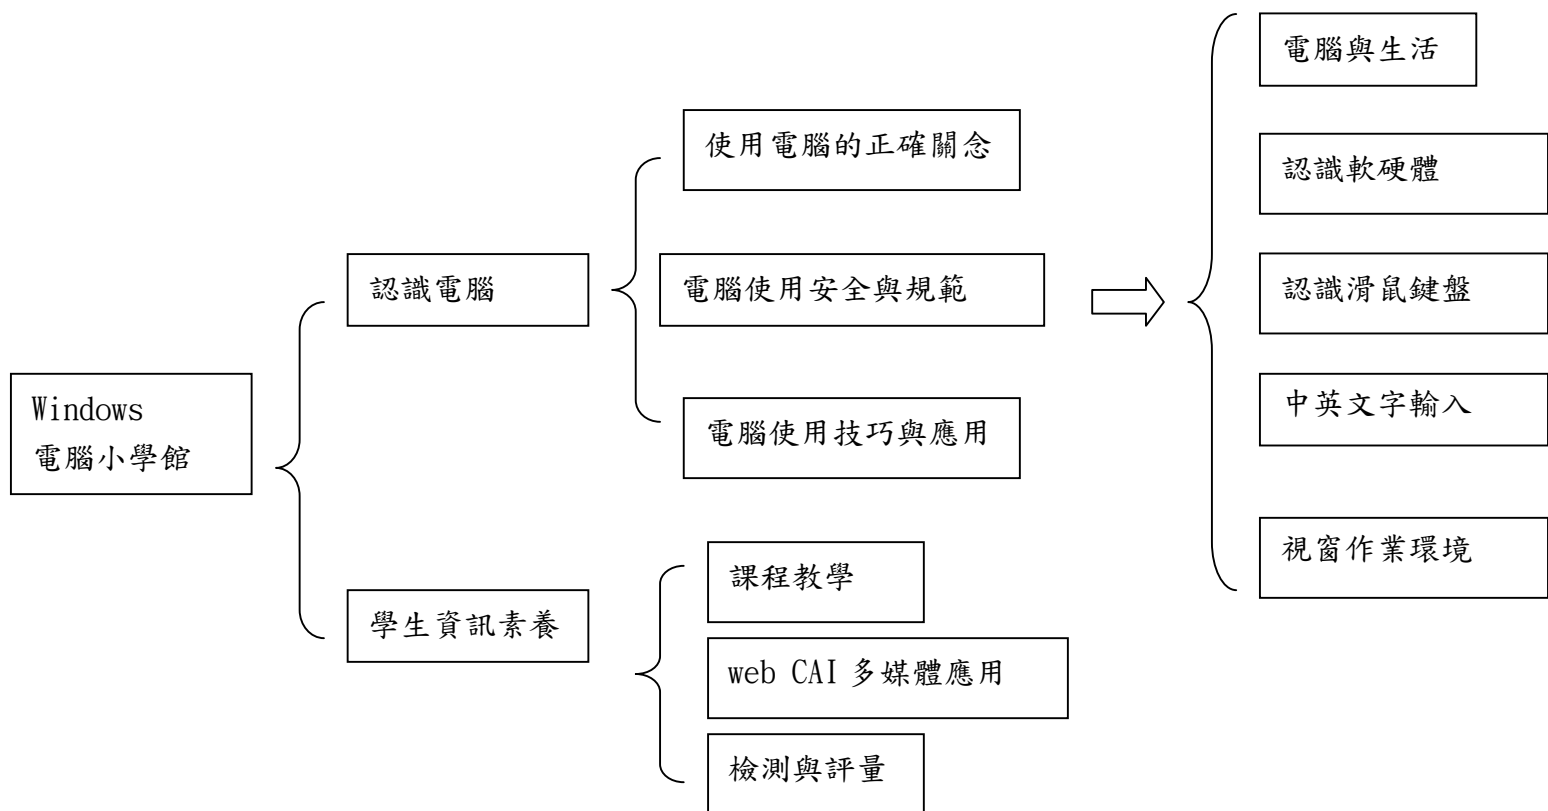 Windows
電腦小學館
認識電腦
學生資訊素養
使用電腦的正確關念
電腦使用安全與規範
電腦使用技巧與應用
課程教學
web CAI 多媒體應用
檢測與評量
電腦與生活
認識軟硬體
認識滑鼠鍵盤
中英文字輸入
視窗作業環境